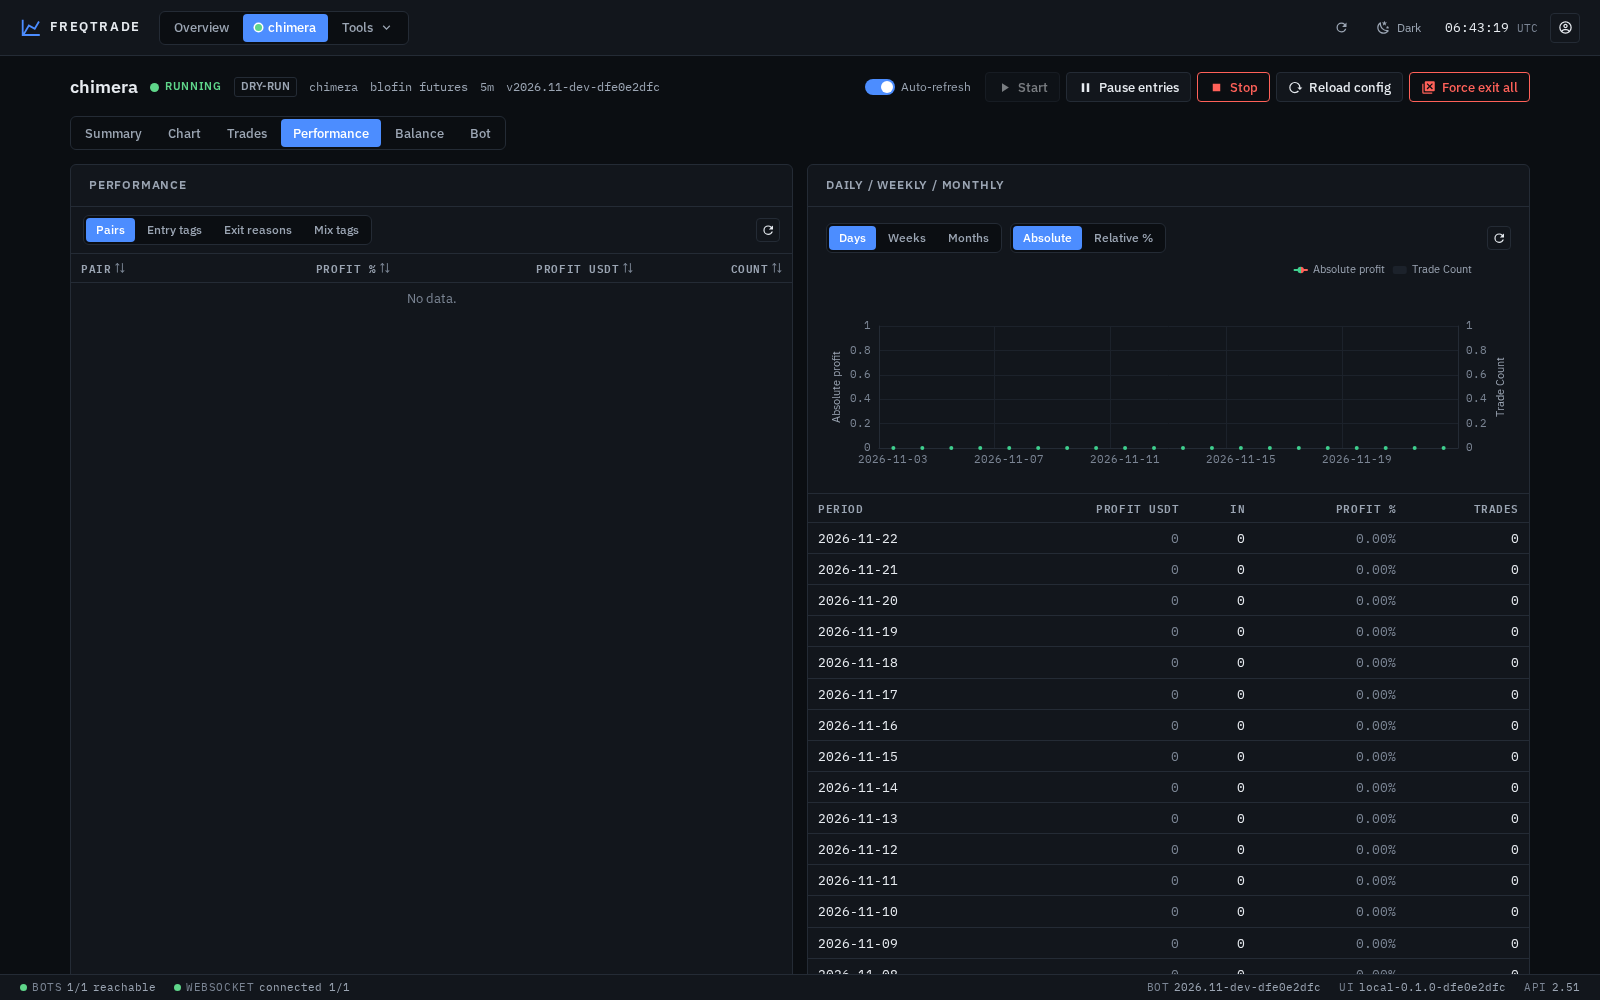 FREQTRADE Overview chimera Tools Dark 06:43:19 UTC
chimera RUNNING DRY-RUN chimera blofin futures 5m v2026.11-dev-dfe0e2dfc Auto-refresh Start Pause entries Stop Reload config Force exit all
Summary Chart Trades Performance Balance Bot
PERFORMANCE
Pairs Entry tags Exit reasons Mix tags
PAIR PROFIT % PROFIT USDT COUNT
No data.
DAILY / WEEKLY / MONTHLY
Days Weeks Months Absolute Relative %
Absolute profit Trade Count
1 1
0.8 0.8
0.6 0.6
0.4 0.4
0.2 0.2
0 0
Absolute profit
Trade Count
2026-11-03 2026-11-07 2026-11-11 2026-11-15 2026-11-19
PERIOD PROFIT USDT IN PROFIT % TRADES
2026-11-22 0 0 0.00% 0
2026-11-21 0 0 0.00% 0
2026-11-20 0 0 0.00% 0
2026-11-19 0 0 0.00% 0
2026-11-18 0 0 0.00% 0
2026-11-17 0 0 0.00% 0
2026-11-16 0 0 0.00% 0
2026-11-15 0 0 0.00% 0
2026-11-14 0 0 0.00% 0
2026-11-13 0 0 0.00% 0
2026-11-12 0 0 0.00% 0
2026-11-11 0 0 0.00% 0
2026-11-10 0 0 0.00% 0
2026-11-09 0 0 0.00% 0
2026-11-08 0 0 0.00% 0
BOTS 1/1 reachable WEBSOCKET connected 1/1 BOT 2026.11-dev-dfe0e2dfc UI local-0.1.0-dfe0e2dfc API 2.51